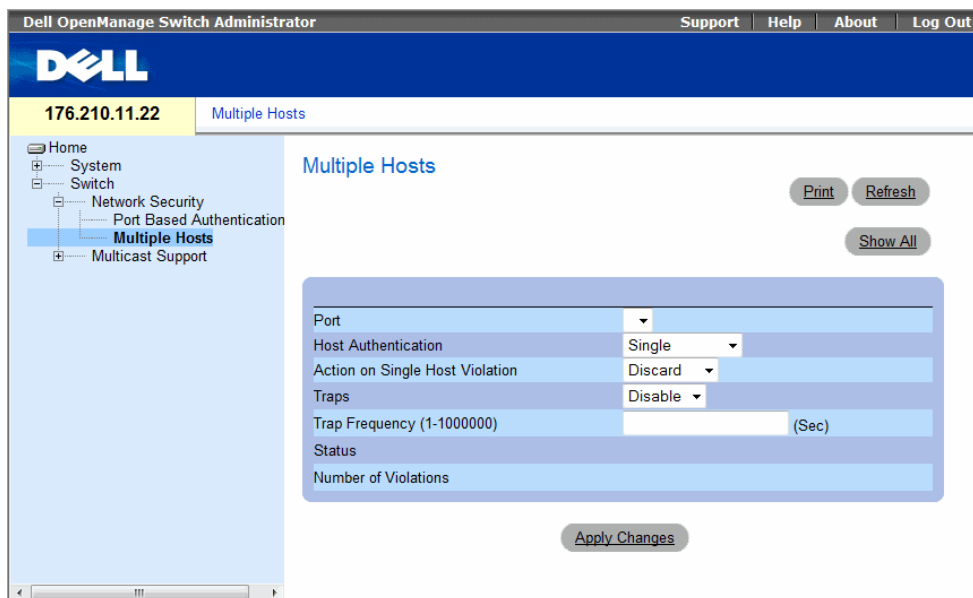 Dell OpenManage Switch Administrator Support Help About Log Out
DELL
176.210.11.22 Multiple Hosts
Home
System
Switch
Network Security
Port Based Authentication
Multiple Hosts
Multicast Support
Multiple Hosts
Print Refresh
Show All
Port
Host Authentication Single
Action on Single Host Violation Discard
Traps Disable
Trap Frequency (1-1000000) (Sec)
Status
Number of Violations
Apply Changes